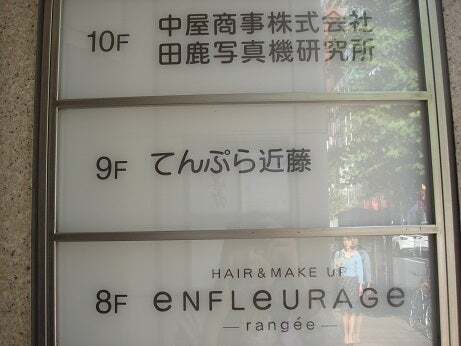 10F 中屋商事株式会社
田鹿写真機研究所
9F てんぷら近藤
HAIR & MAKE UP
8F eNFLeURAGe
— rangée —